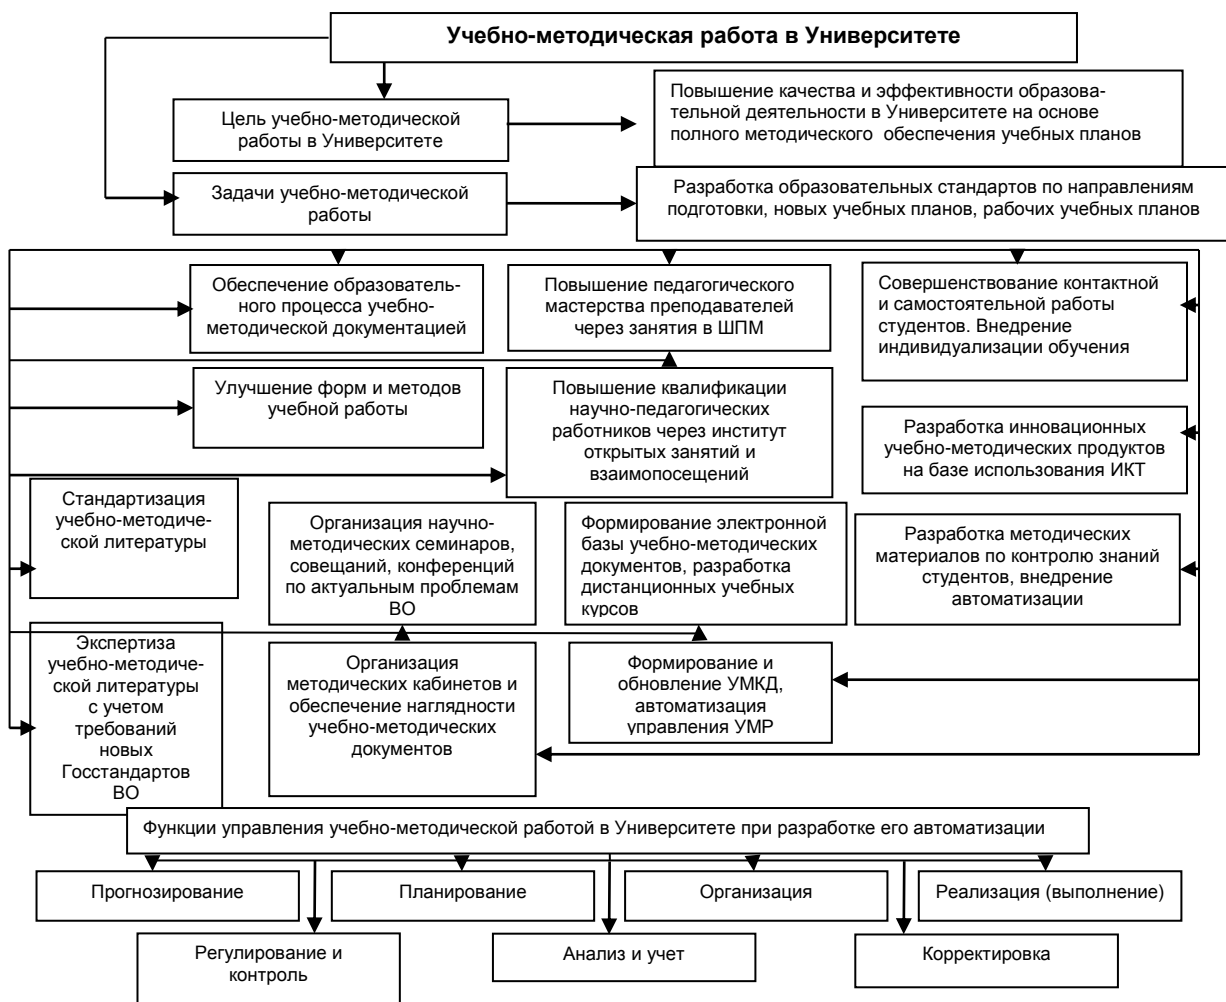 Учебно-методическая работа в Университете
Цель учебно-методической
работы в Университете
Повышение качества и эффективности образова-
тельной деятельности в Университете на основе
полного методического обеспечения учебных планов
Задачи учебно-методической
работы
Разработка образовательных стандартов по направлениям
подготовки, новых учебных планов, рабочих учебных планов
Обеспечение образователь-
ного процесса учебно-
методической документацией
Повышение педагогического
мастерства преподавателей
через занятия в ШПМ
Совершенствование контактной
и самостоятельной работы
студентов. Внедрение
индивидуализации обучения
Улучшение форм и методов
учебной работы
Повышение квалификации
научно-педагогических
работников через институт
открытых занятий и
взаимопосещений
Разработка инновационных
учебно-методических продуктов
на базе использования ИКТ
Стандартизация
учебно-методиче-
ской литературы
Организация научно-
методических семинаров,
совещаний, конференций
по актуальным проблемам
ВО
Формирование электронной
базы учебно-методических
документов, разработка
дистанционных учебных
курсов
Разработка методических
материалов по контролю знаний
студентов, внедрение
автоматизации
Экспертиза
учебно-методиче-
ской литературы
с учетом
требований
новых
Госстандартов
ВО
Организация
методических кабинетов и
обеспечение наглядности
учебно-методических
документов
Формирование и
обновление УМКД,
автоматизация
управления УМР
Функции управления учебно-методической работой в Университете при разработке его автоматизации
Прогнозирование
Планирование
Организация
Реализация (выполнение)
Регулирование и
контроль
Анализ и учет
Корректировка